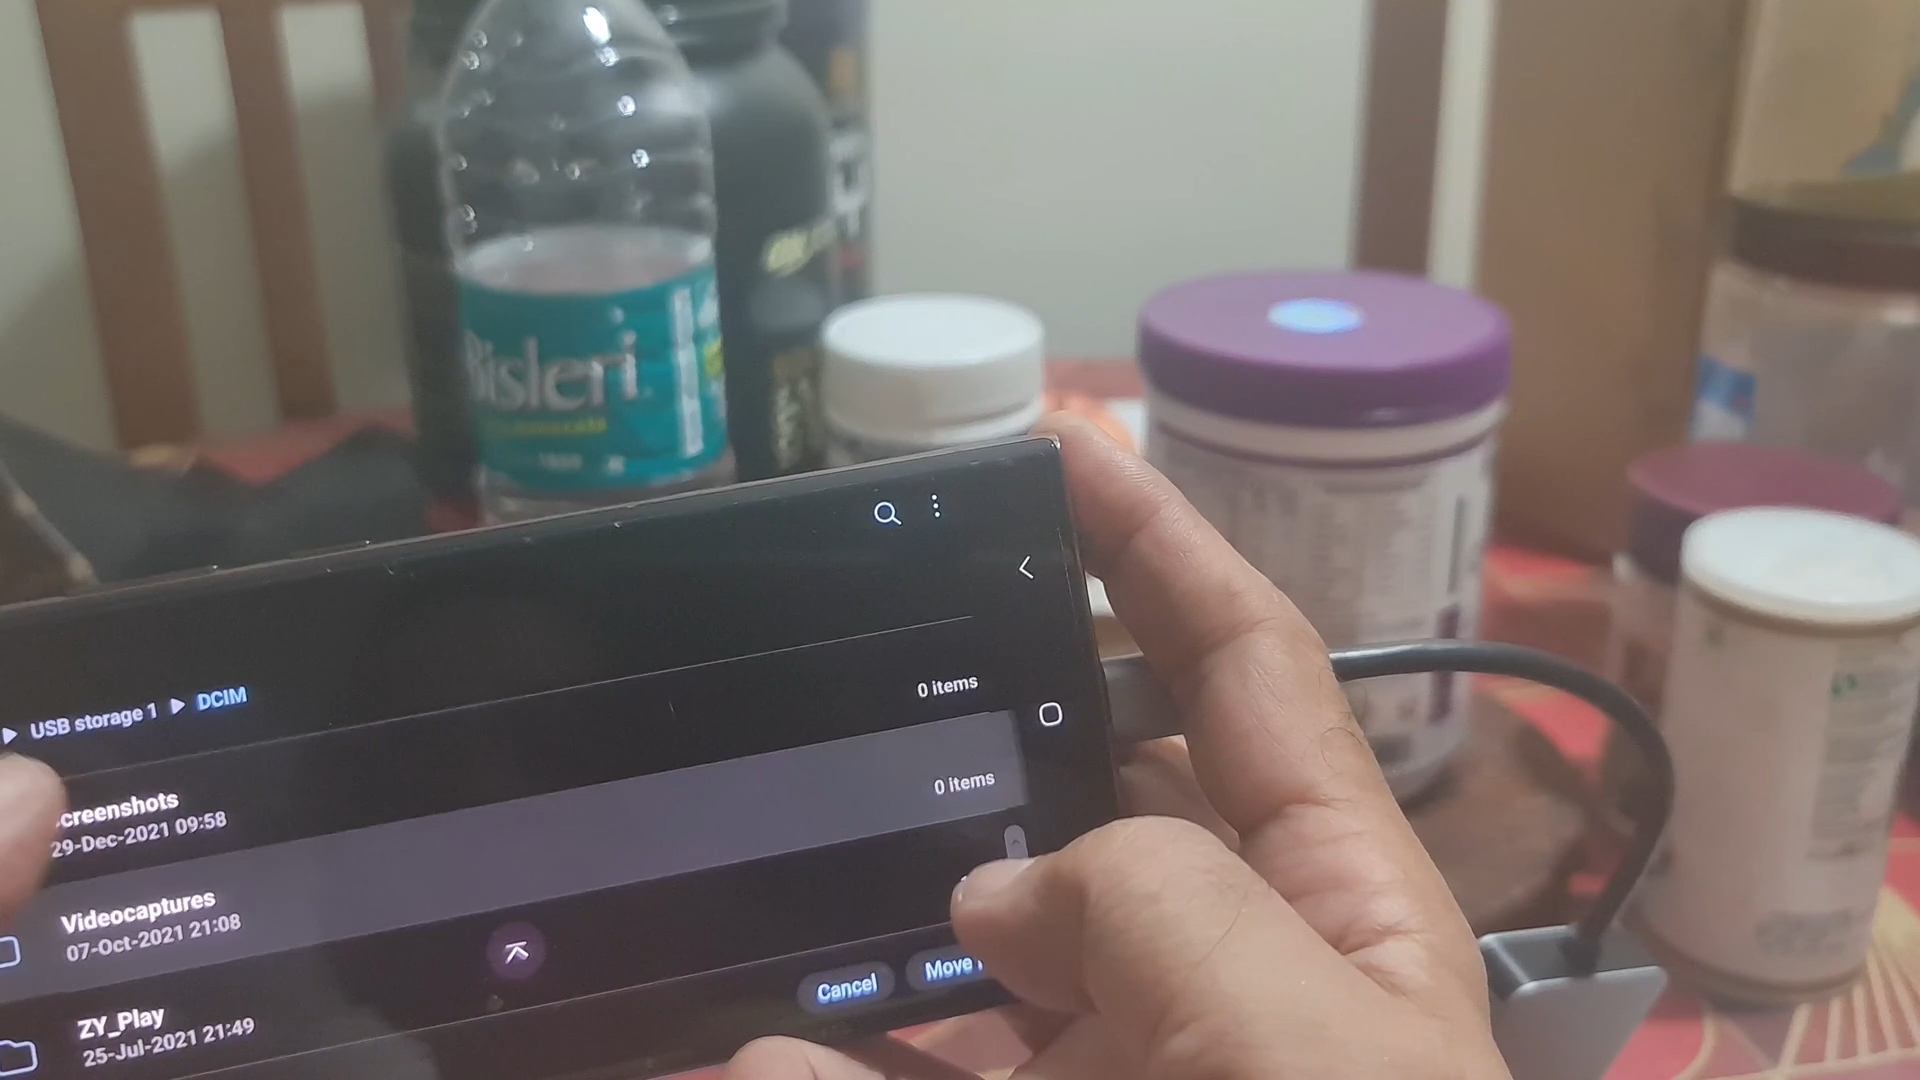 Bisleri
USB storage 1 ▶ DCIM
0 items
creenshots
29-Dec-2021 09:58
0 items
Videocaptures
07-Oct-2021 21:08
Cancel
Move
ZY_Play
25-Jul-2021 21:49